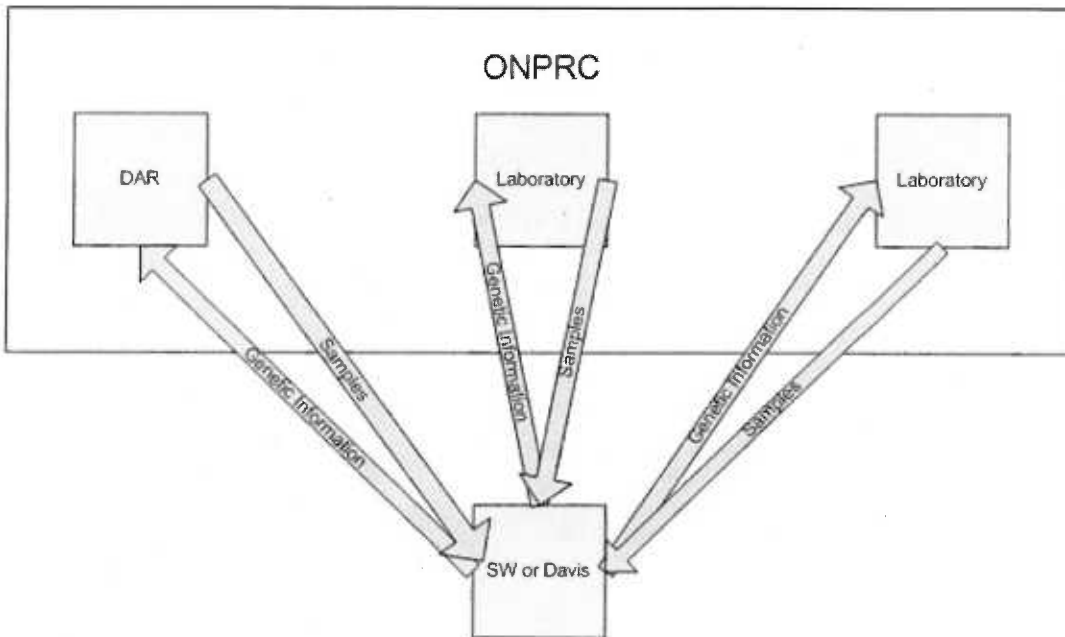 ONPRC
DAR
Laboratory
Laboratory
Genetic Information
Samples
Genetic Information
Samples
Genetic Information
Samples
SW or Davis